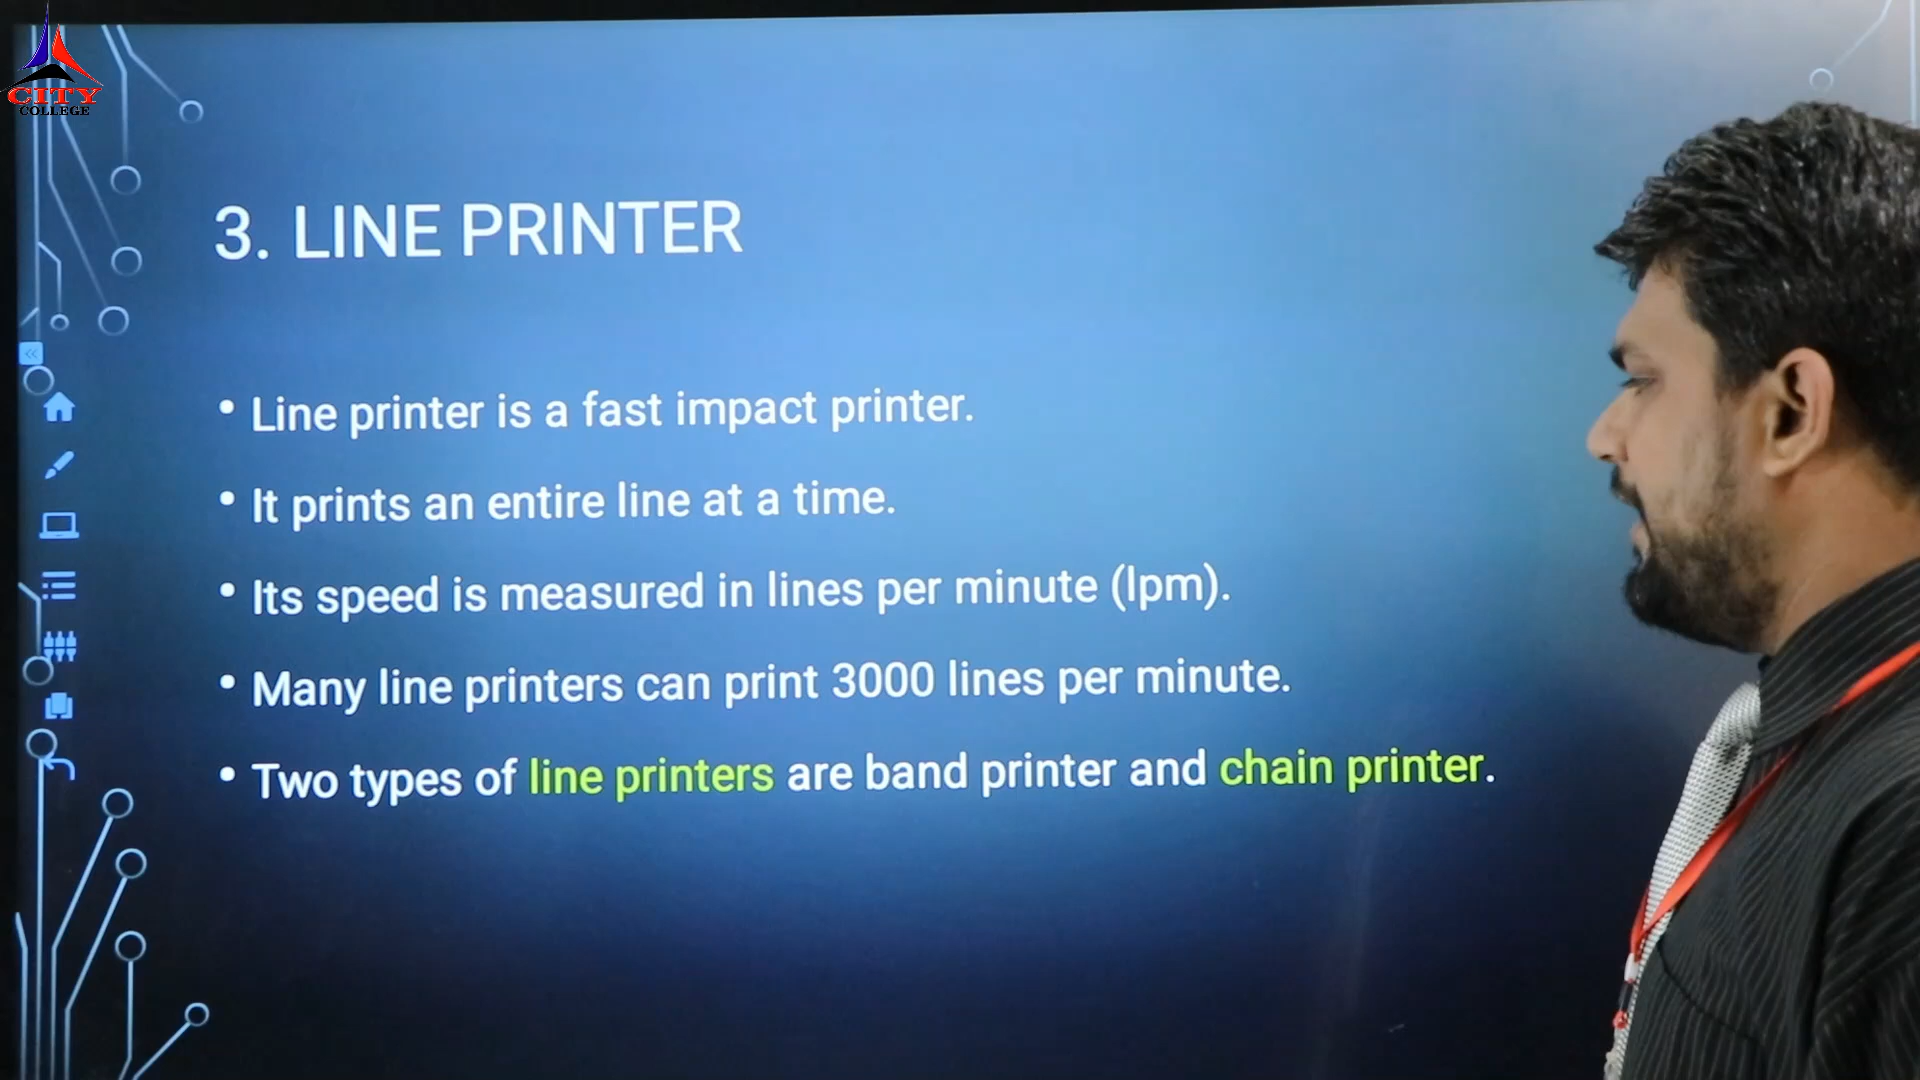 CITY
COLLEGE
3. LINE PRINTER
• Line printer is a fast impact printer.
• It prints an entire line at a time.
• Its speed is measured in lines per minute (lpm).
• Many line printers can print 3000 lines per minute.
• Two types of line printers are band printer and chain printer.